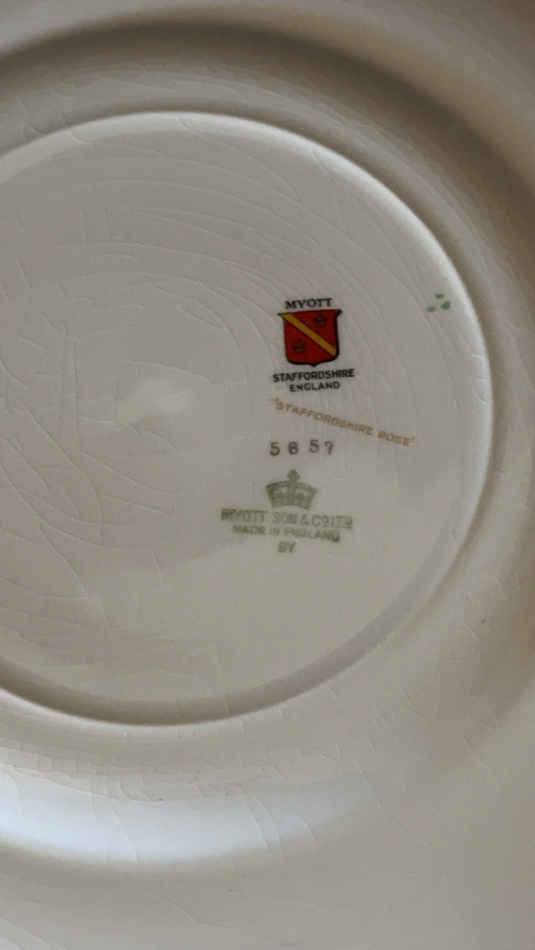 MYOTT
STAFFORDSHIRE
ENGLAND
"STAFFORDSHIRE ROSE"
5657
MYOTT SON & CO LTD
MADE IN ENGLAND
BY